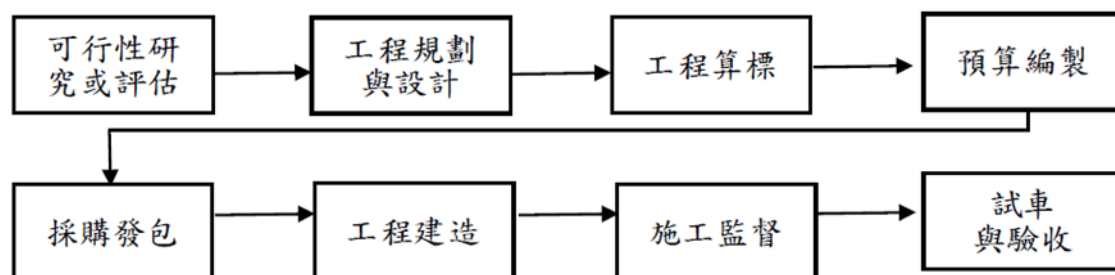 可行性研
究或評估
工程規劃
與設計
工程算標
預算編製
採購發包
工程建造
施工監督
試車
與驗收